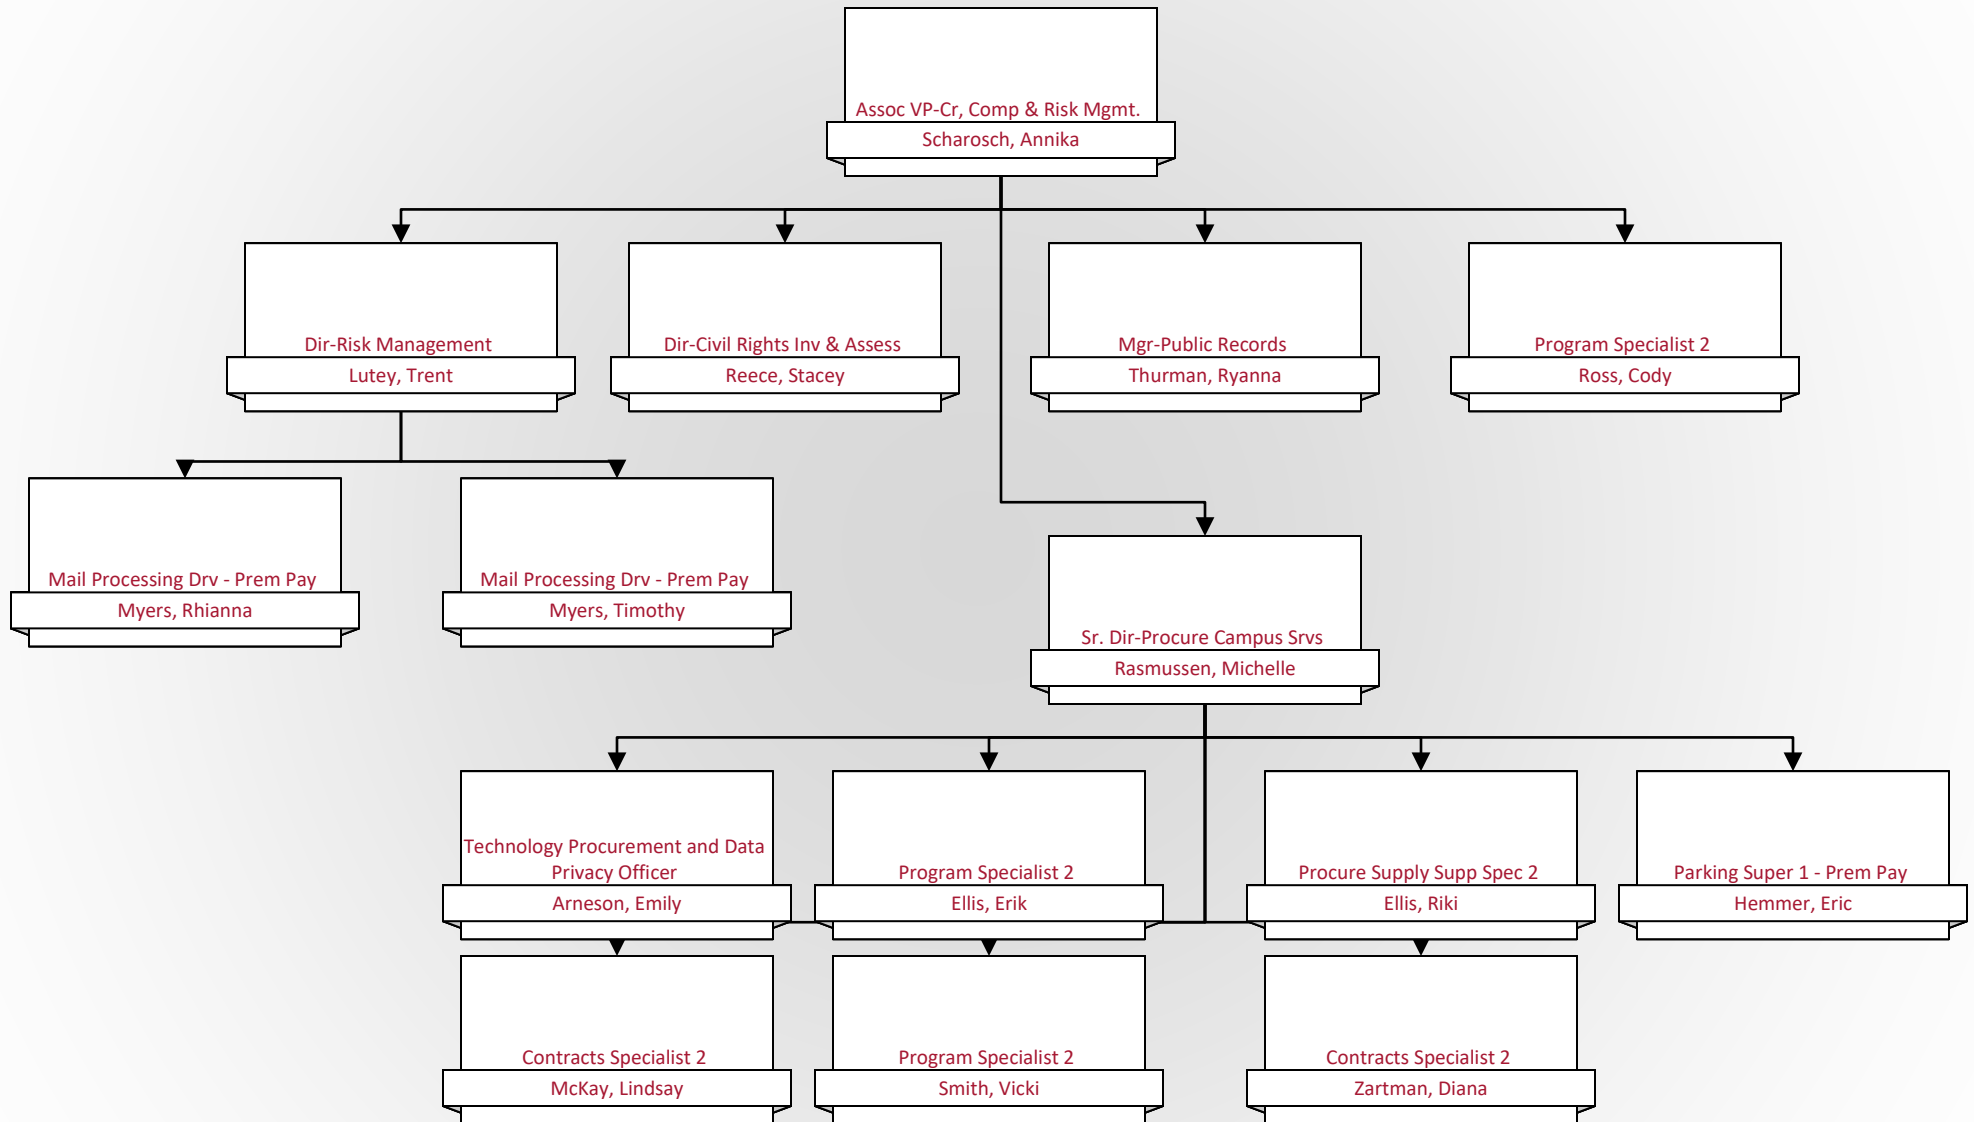 Assoc VP-Cr, Comp & Risk Mgmt.
Scharosch, Annika
Dir-Risk Management
Lutey, Trent
Dir-Civil Rights Inv & Assess
Reece, Stacey
Mgr-Public Records
Thurman, Ryanna
Program Specialist 2
Ross, Cody
Mail Processing Drv - Prem Pay
Myers, Rhianna
Mail Processing Drv - Prem Pay
Myers, Timothy
Sr. Dir-Procure Campus Srvs
Rasmussen, Michelle
Technology Procurement and Data
Privacy Officer
Arneson, Emily
Program Specialist 2
Ellis, Erik
Procure Supply Supp Spec 2
Ellis, Riki
Parking Super 1 - Prem Pay
Hemmer, Eric
Contracts Specialist 2
McKay, Lindsay
Program Specialist 2
Smith, Vicki
Contracts Specialist 2
Zartman, Diana